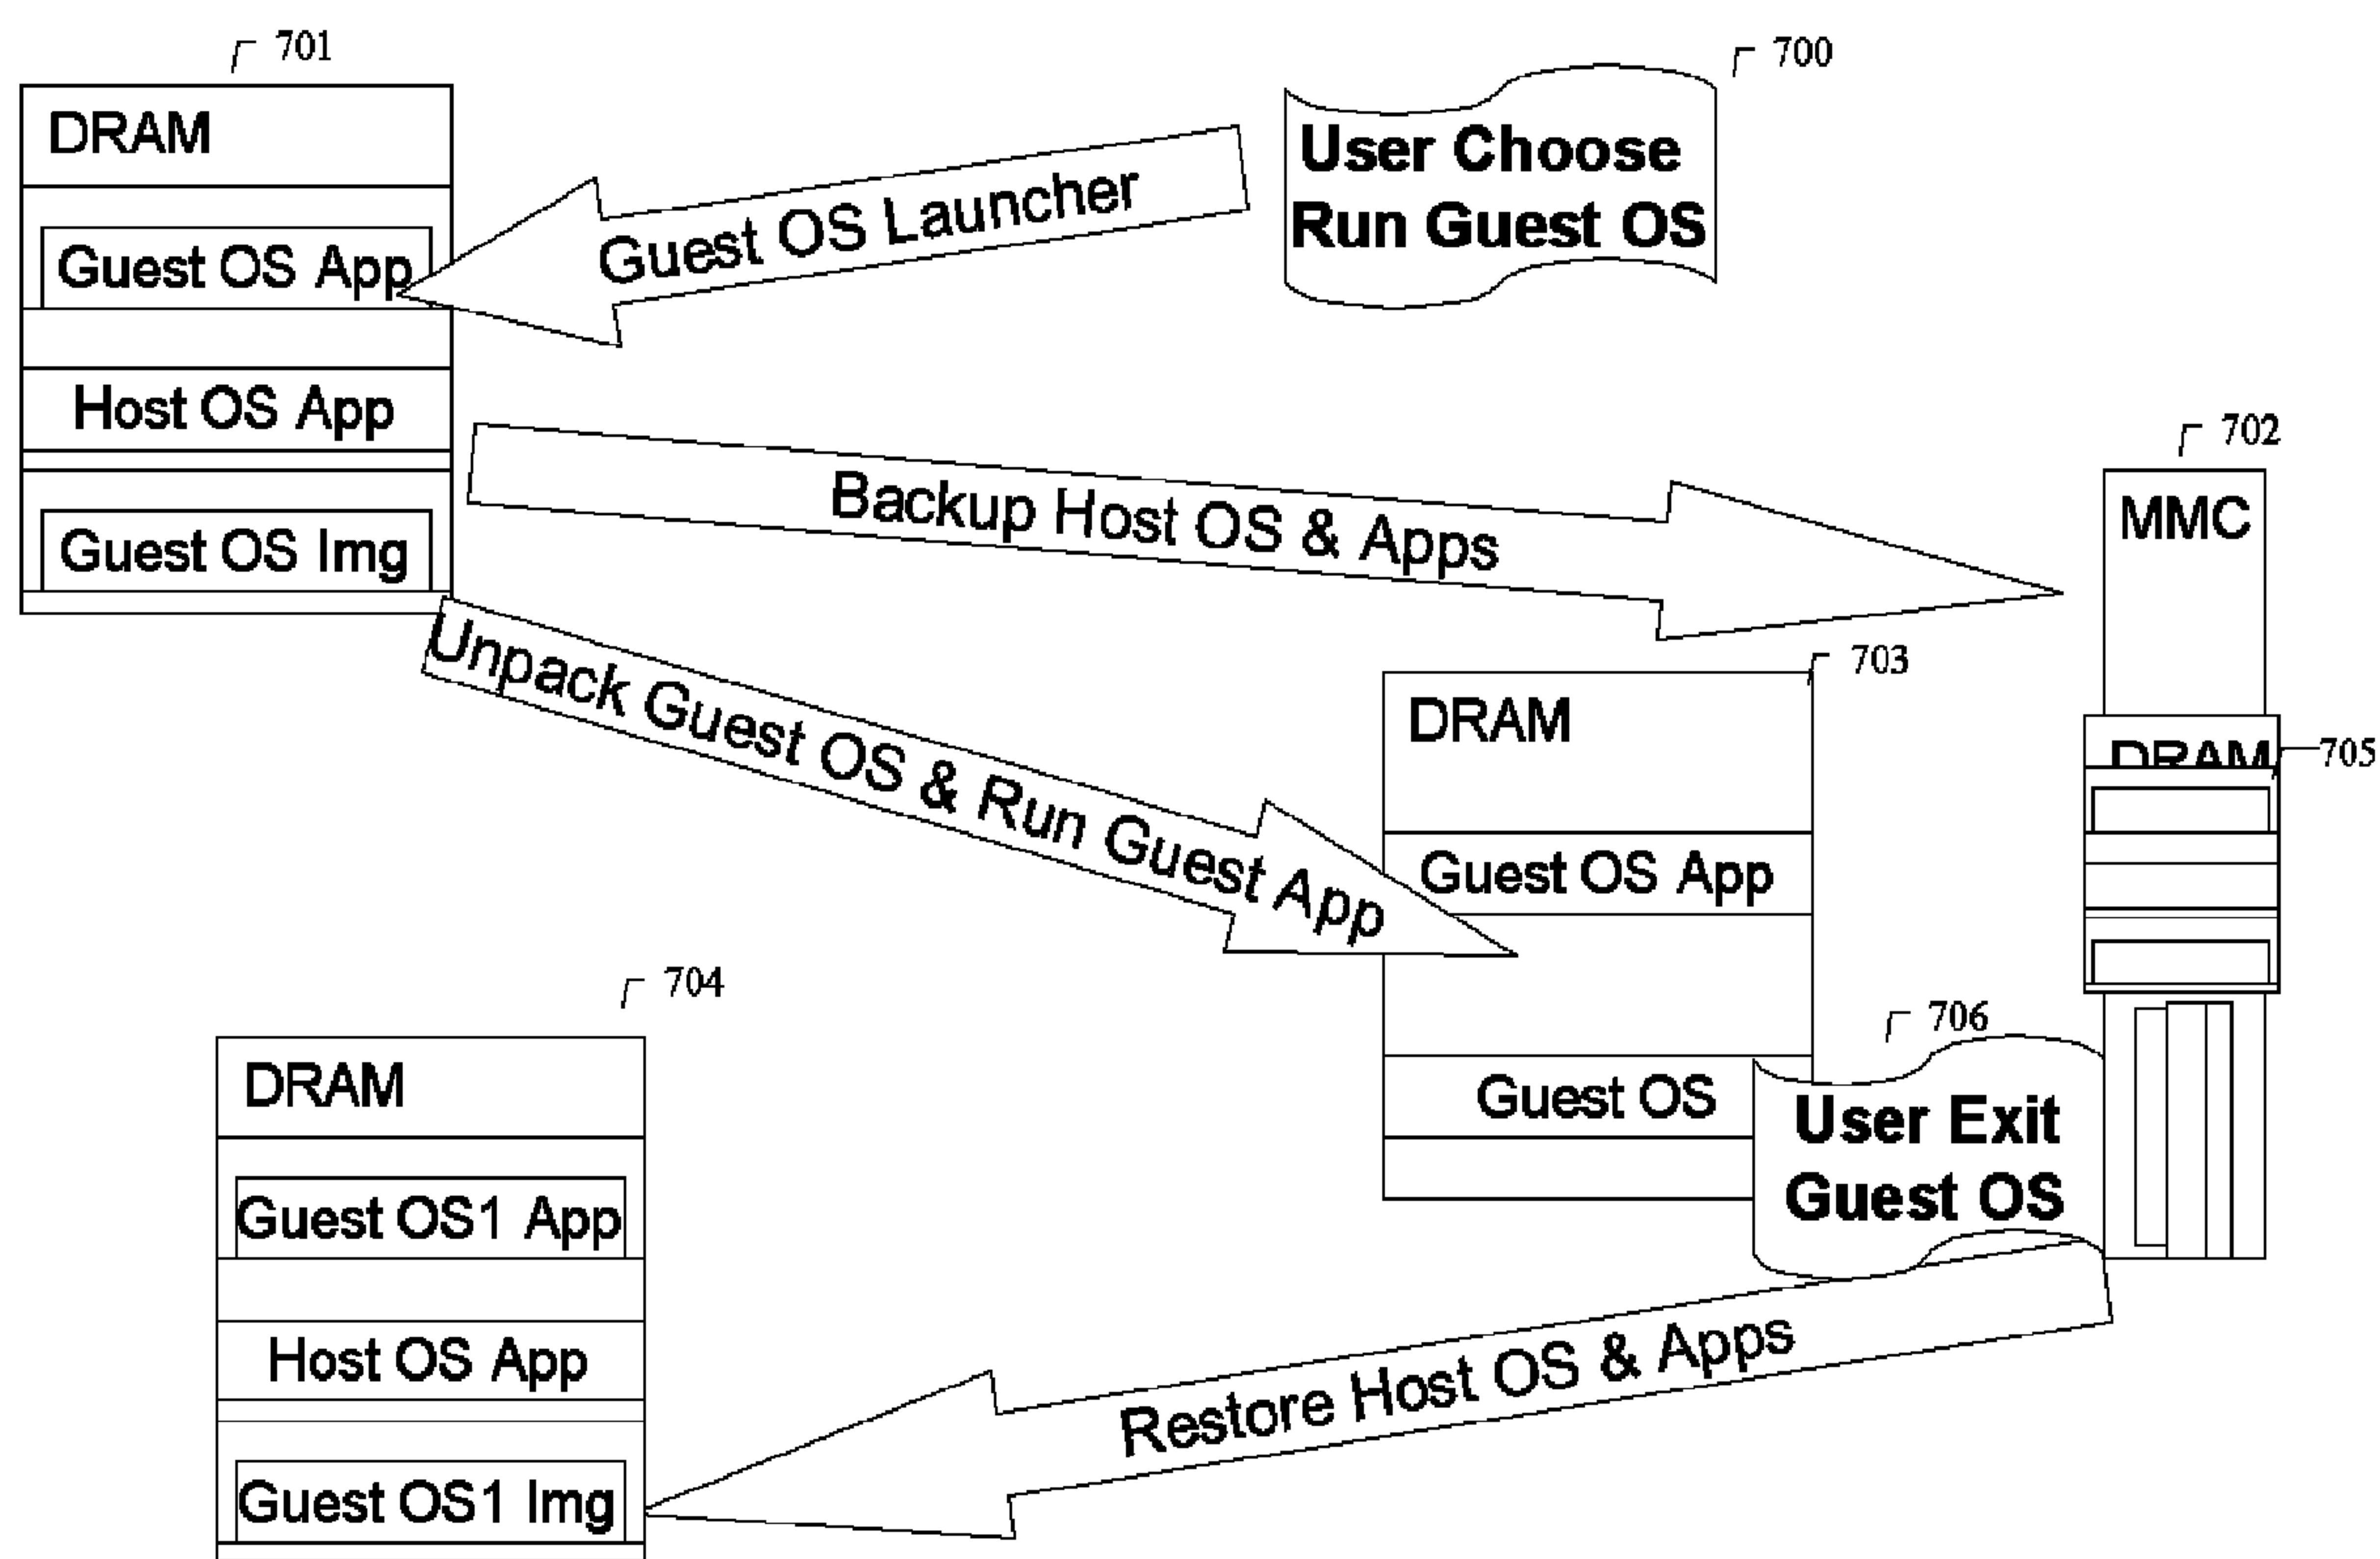 701
700
DRAM
User Choose
Run Guest OS
Guest OS Launcher
Guest OS App
Host OS App
Guest OS Img
Backup Host OS & Apps
702
MMC
Unpack Guest OS & Run Guest App
703
DRAM
Guest OS App
Guest OS
DRAM
705
706
User Exit
Guest OS
704
DRAM
Guest OS1 App
Host OS App
Guest OS1 Img
Restore Host OS & Apps